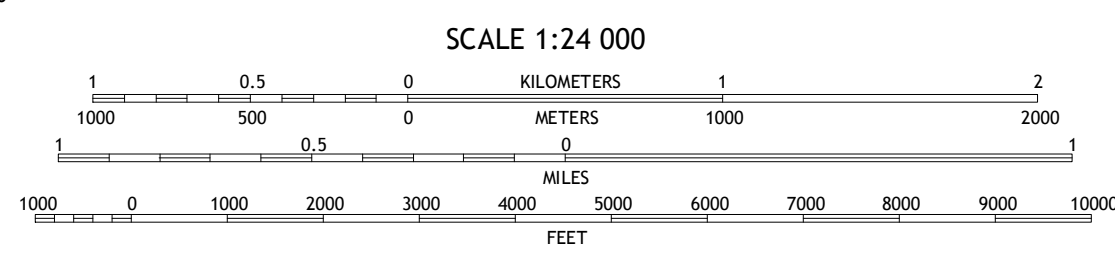 SCALE 1:24 000
1 0.5 0 KILOMETERS 1 2
1000 500 0 METERS 1000 2000
1 0.5 0 1
MILES
1000 0 1000 2000 3000 4000 5000 6000 7000 8000 9000 10000
FEET